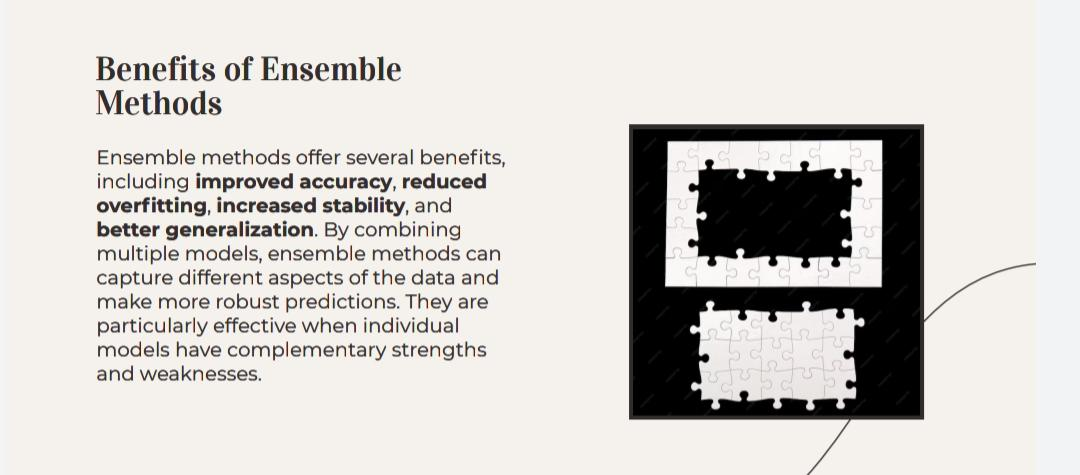 Benefits of Ensemble
Methods
Ensemble methods offer several benefits,
including improved accuracy, reduced
overfitting, increased stability, and
better generalization. By combining
multiple models, ensemble methods can
capture different aspects of the data and
make more robust predictions. They are
particularly effective when individual
models have complementary strengths
and weaknesses.